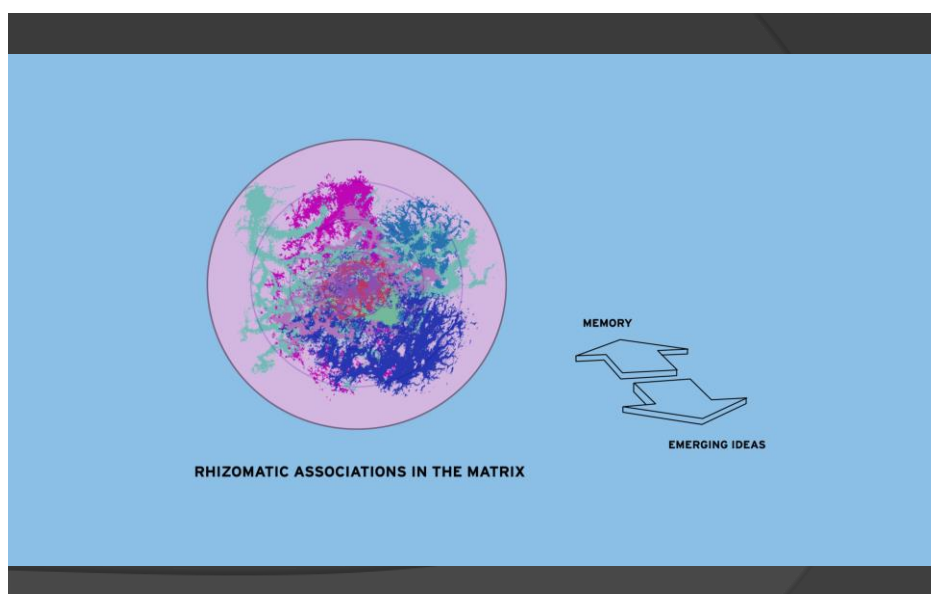 MEMORY
EMERGING IDEAS
RHIZOMATIC ASSOCIATIONS IN THE MATRIX